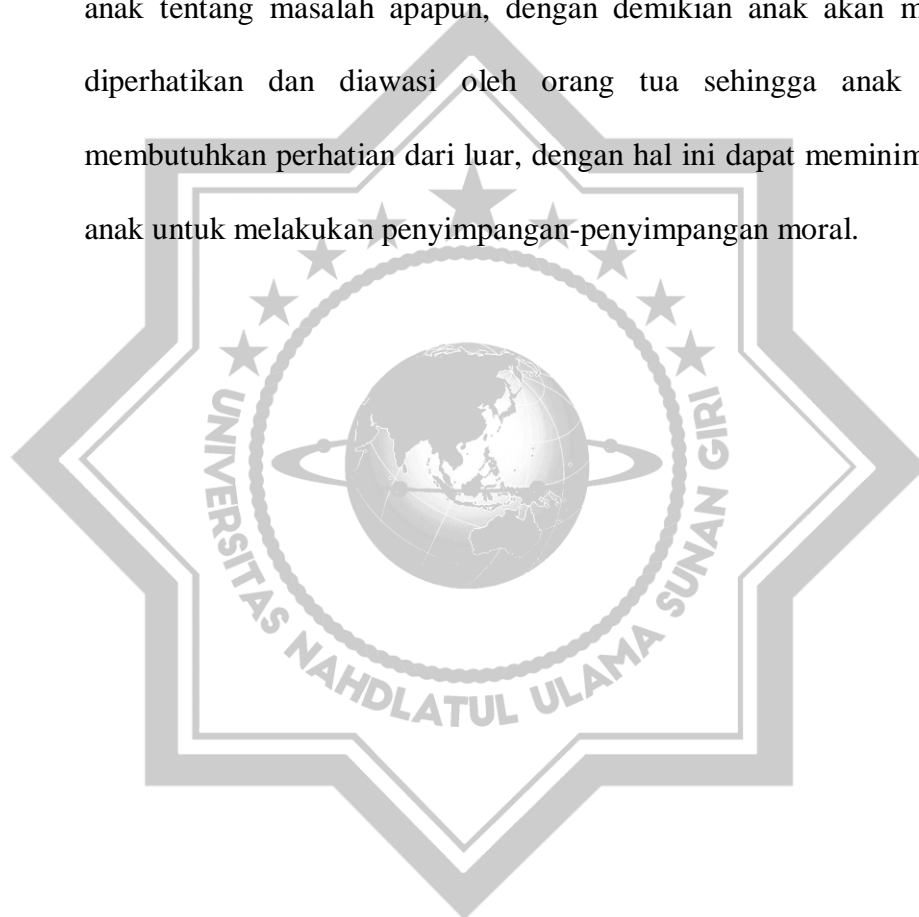 anak tentang masalah apapun, dengan demikian anak akan m
diperhatikan dan diawasi oleh orang tua sehingga anak
membutuhkan perhatian dari luar, dengan hal ini dapat meminim
anak untuk melakukan penyimpangan-penyimpangan moral.
UNIVERSITAS NAHDLATUL ULAMA SUNAN GIRI